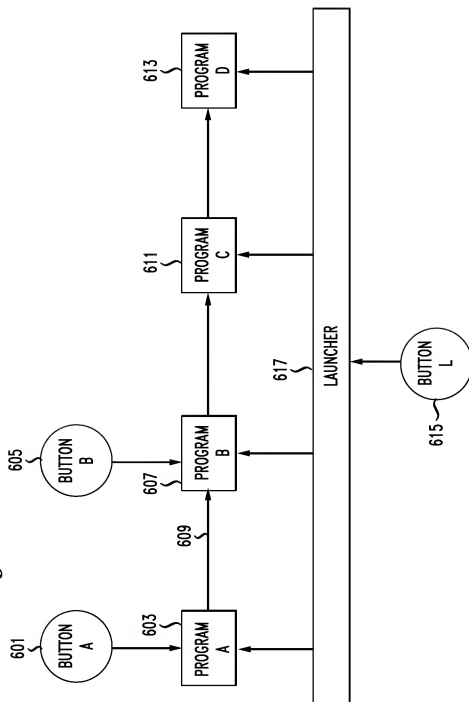 601
BUTTON
A
605
BUTTON
B
603
PROGRAM
A
609
607
PROGRAM
B
611
PROGRAM
C
613
PROGRAM
D
617
LAUNCHER
615
BUTTON
L